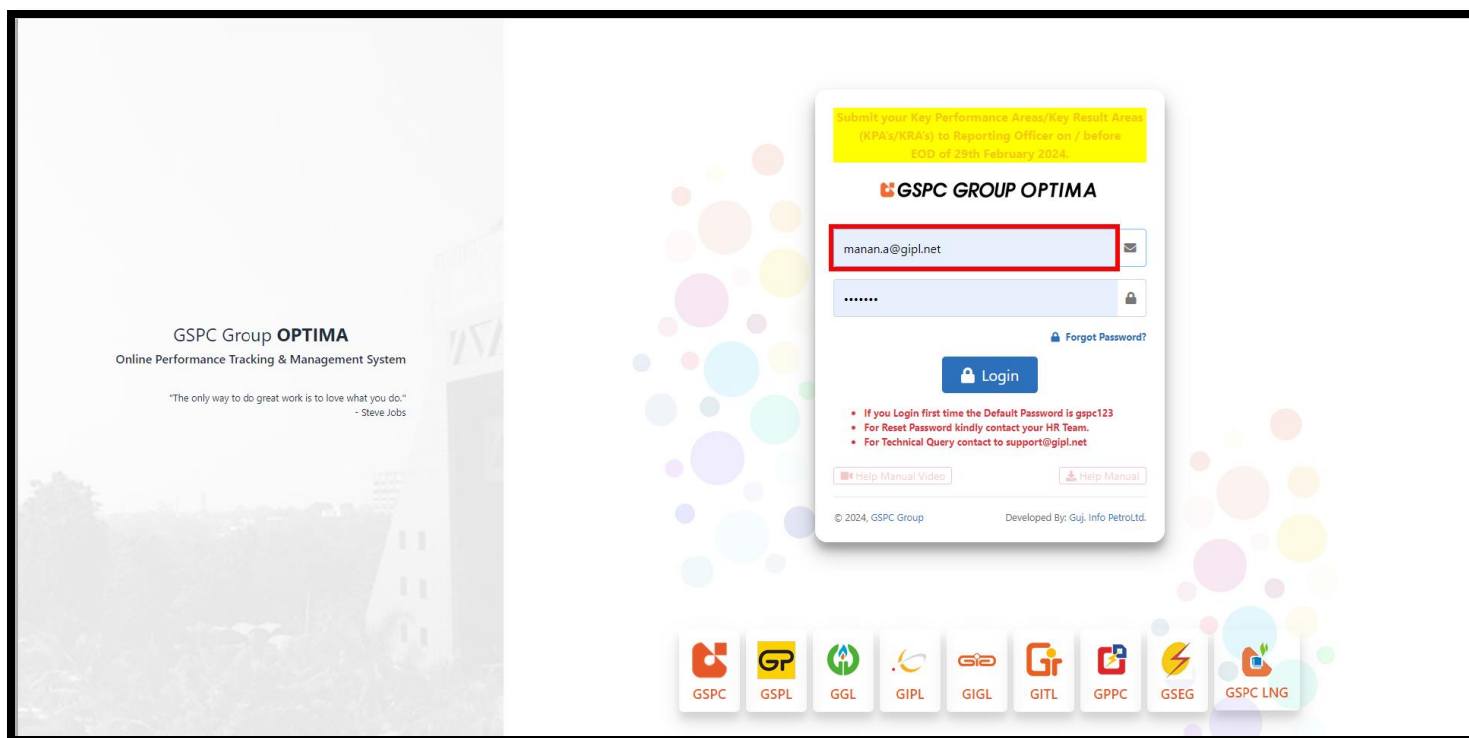 GSPC Group OPTIMA
Online Performance Tracking & Management System
"The only way to do great work is to love what you do."
- Steve Jobs
Submit your Key Performance Areas/Key Result Areas
(KPA's/KRA's) to Reporting Officer on / before
EOD of 29th February 2024.
GSPC GROUP OPTIMA
manan.a@gipl.net
•••••••
Forgot Password?
Login
• If you Login first time the Default Password is gspc123
• For Reset Password kindly contact your HR Team.
• For Technical Query contact to support@gipl.net
Help Manual Video
Help Manual
© 2024, GSPC Group
Developed By: Guj. Info PetroLtd.
GSPC
GP
GSPL
GGL
GIPL
GIGL
GITL
GPPC
GSEG
GSPC LNG